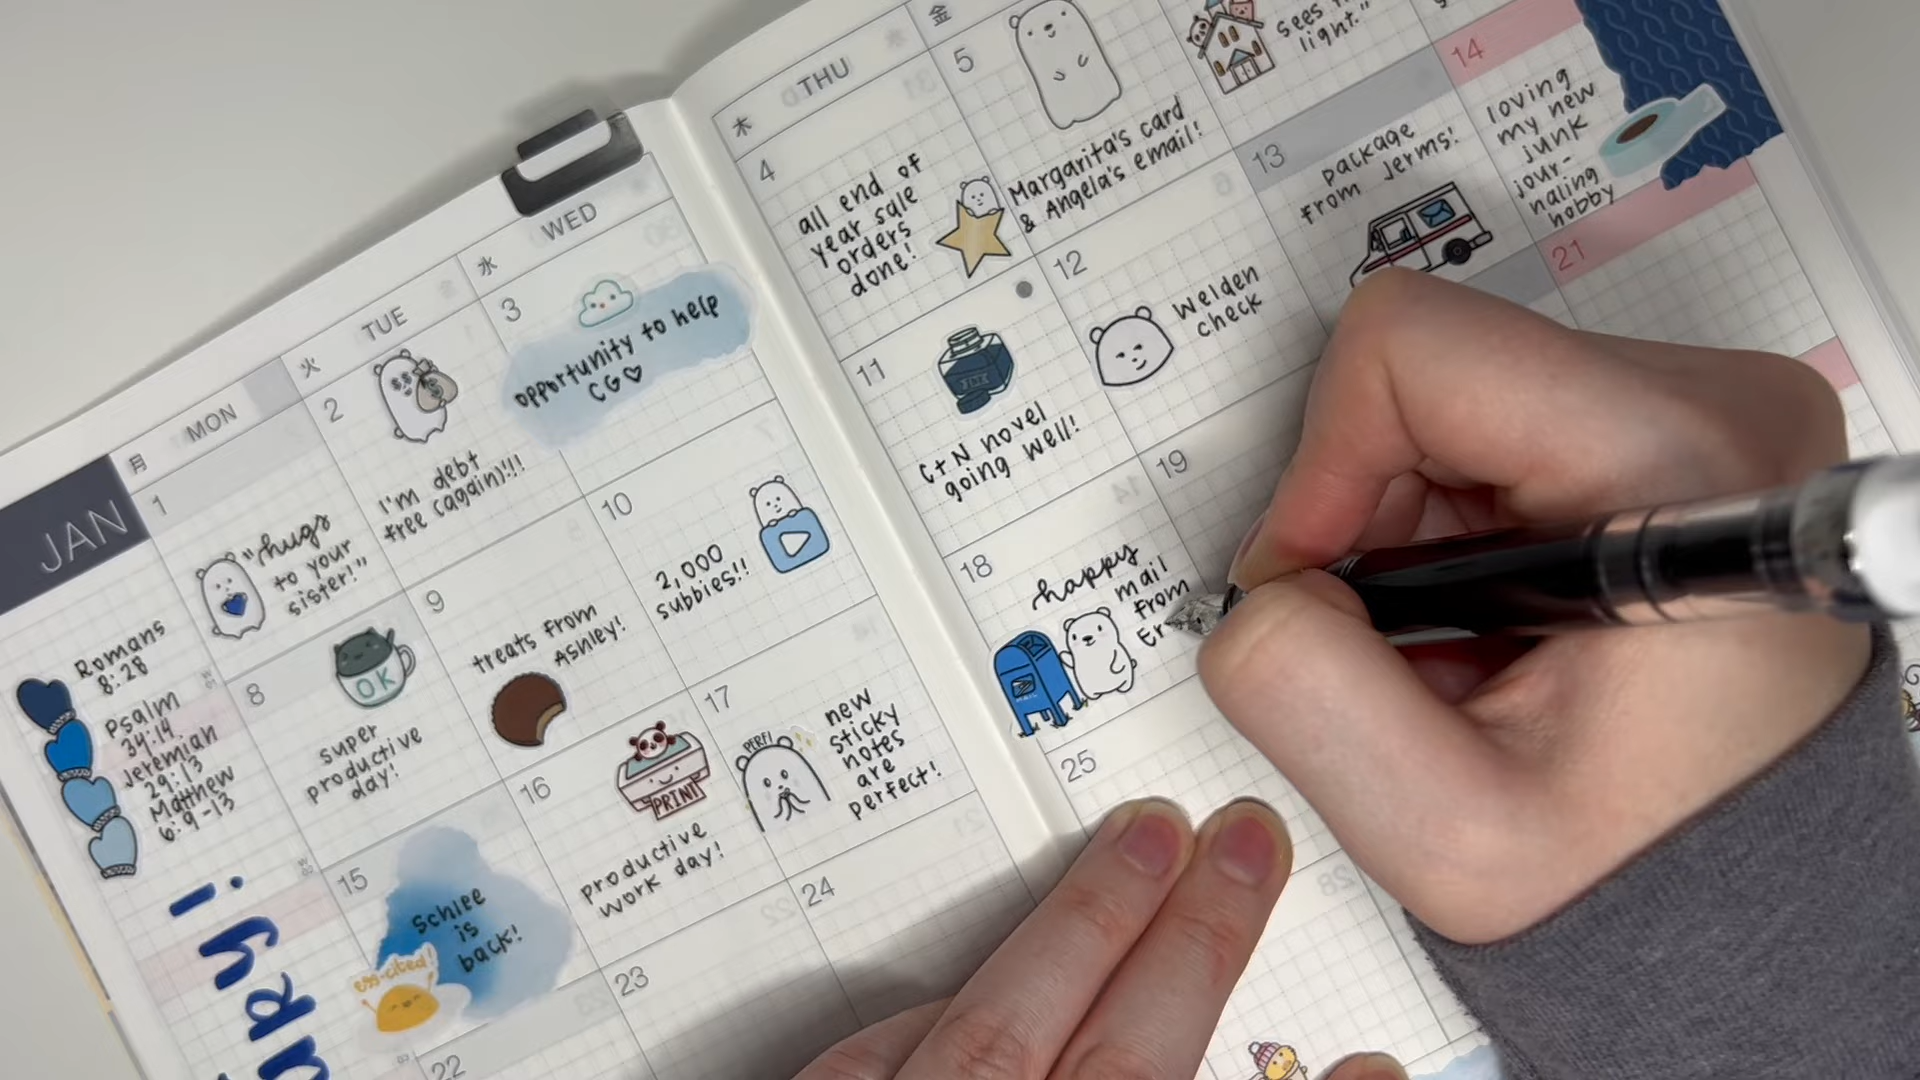 JAN
月 MON
火 TUE
水 WED
木 THU
金
Romans
8:28
Psalm
34:14
Jeremiah
29:13
Matthew
6:9-13
1
"hugs
to your
sister!"
2
I'm debt
free (again)!!!
3
opportunity to help
CG♡
4
all end of
year sale
orders
done!
5
Margarita's card
& Angela's email!
light."
8
OK
super
productive
day!
9
treats from
Ashley!
10
2,000
subbies!!
11
INK
C+N novel
going well!
12
Welden
check
13
package
from Jerms!
14
loving
my new
junk
jour-
naling
hobby
15
Schlee
is
back!
egg-cited!
16
PRINT
productive
work day!
17
PERF!
new
sticky
notes
are
perfect!
18
happy
mail
from
Er
MAIL
19
21
22
23
24
25